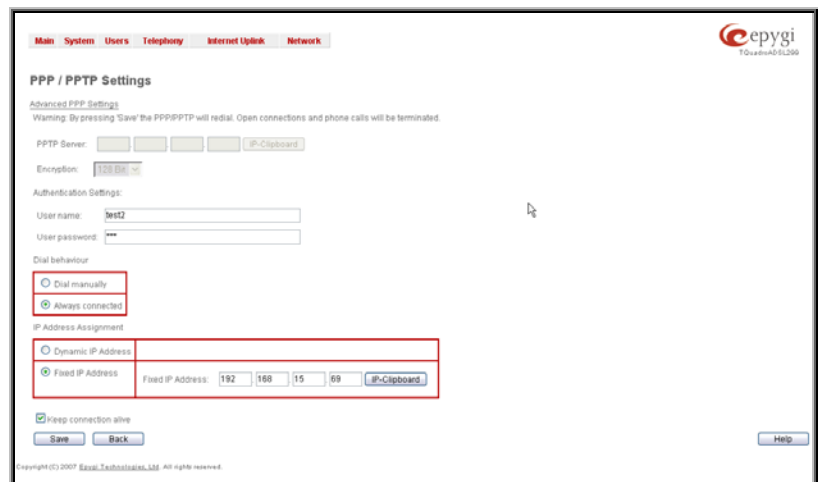 Main System Users Telephony Internet Uplink Network
epygi
TQuadroADSL299
PPP / PPTP Settings
Advanced PPP Settings
Warning: By pressing 'Save' the PPP/PPTP will redial. Open connections and phone calls will be terminated.
PPTP Server: . . . IP-Clipboard
Encryption: 128 Bit
Authentication Settings:
User name: test2
User password: ***
Dial behaviour
Dial manually
Always connected
IP Address Assignment
Dynamic IP Address
Fixed IP Address Fixed IP Address: 192 .168 .15 .69 IP-Clipboard
Keep connection alive
Save Back Help
Copyright (C) 2007 Epygi Technologies, Ltd. All rights reserved.